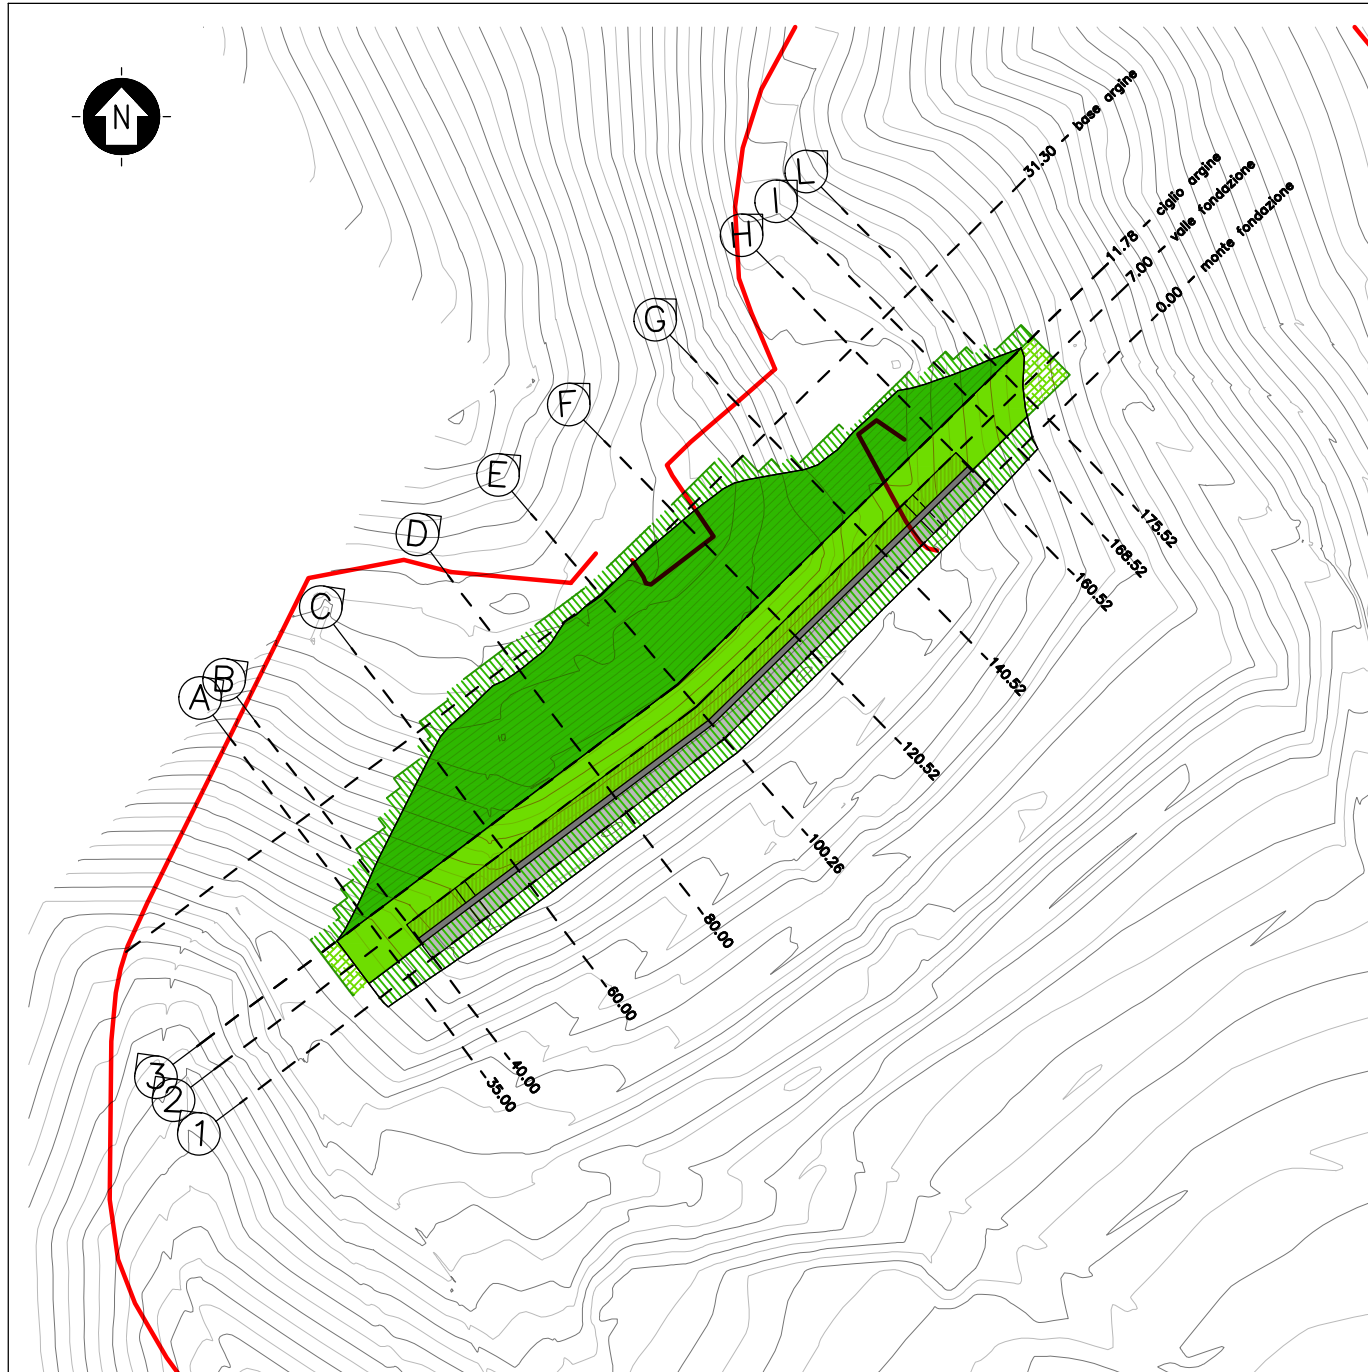 N
31.30 - base argine
11.78 - ciglio argine
7.00 - valle fondazione
0.00 - monte fondazione
L
I
H
G
F
E
D
C
B
A
175.52
168.52
160.52
140.52
120.52
100.26
80.00
60.00
40.00
35.00
3
2
1
10